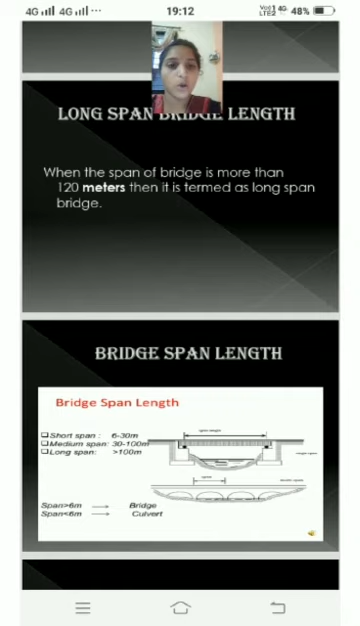 4G 4G ... 19:12 VoS1 4G LTE2 48%
LONG SPAN BRIDGE LENGTH
When the span of bridge is more than
120 meters then it is termed as long span
bridge.
BRIDGE SPAN LENGTH
Bridge Span Length
Short span : 6-30m
Medium span: 30-100m
Long span: >100m
Span>6m → Bridge
Span<6m → Culvert